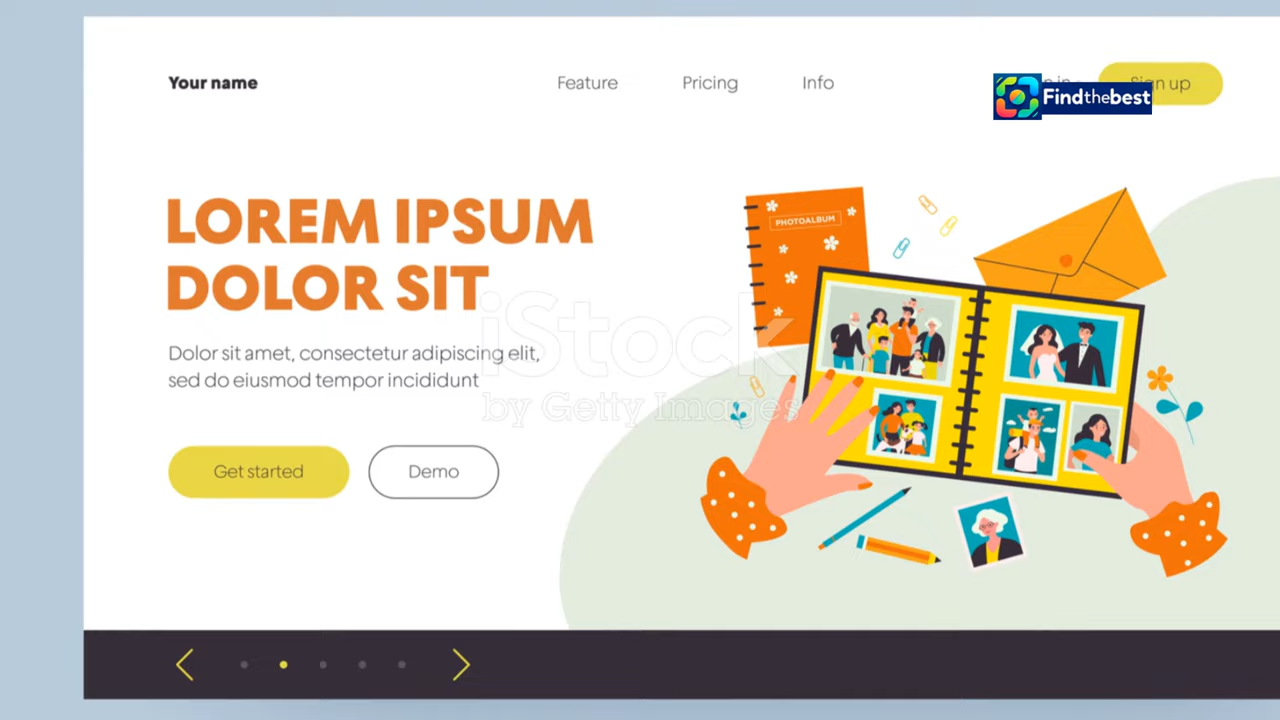 Your name
Feature
Pricing
Info
Sign up
Findthebest
LOREM IPSUM
DOLOR SIT
PHOTOALBUM
Dolor sit amet, consectetur adipiscing elit,
sed do eiusmod tempor incididunt
iStock
by Getty Images
Get started
Demo